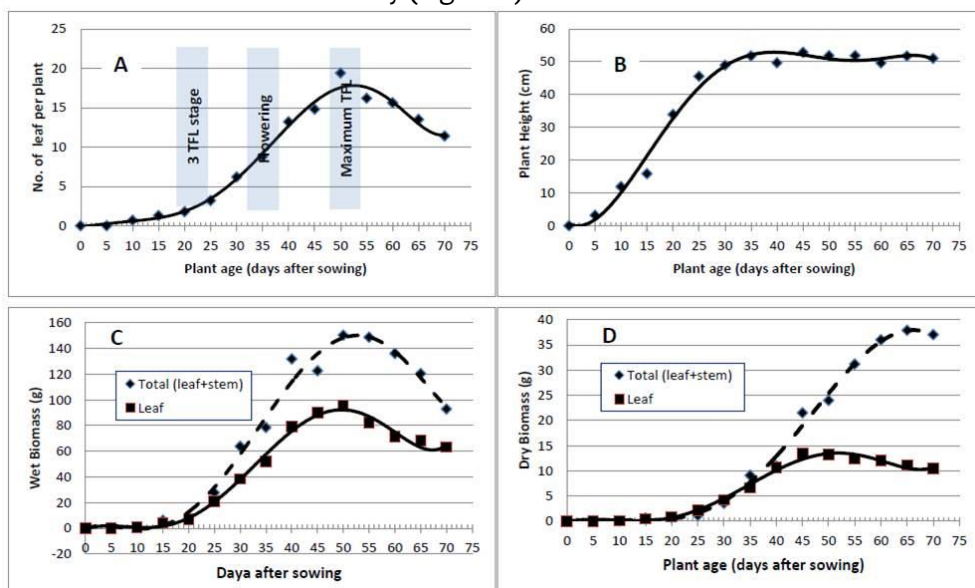 25
20
15
10
5
0
A
3 TFL stage
Flowering
Maximum TFL
No. of leaf per plant
0 5 10 15 20 25 30 35 40 45 50 55 60 65 70 75
Plant age (days after sowing)
60
50
40
30
20
10
0
B
Plant Height (cm)
0 5 10 15 20 25 30 35 40 45 50 55 60 65 70 75
Plant age (days after sowing)
160
140
120
100
80
60
40
20
0
-20
C
Total (leaf+stem)
Leaf
Wet Biomass (g)
0 5 10 15 20 25 30 35 40 45 50 55 60 65 70 75
Daya after sowing
40
35
30
25
20
15
10
5
0
D
Total (leaf+stem)
Leaf
Dry Biomass (g)
0 5 10 15 20 25 30 35 40 45 50 55 60 65 70 75
Plant age (days after sowing)